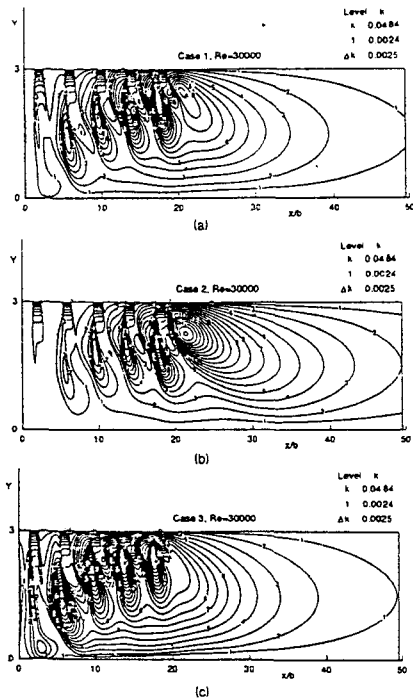 Level k
k 0.0484
1 0.0024
Δk 0.0025
Y
Case 1, Re=30000
3
0
0 10 20 30 40 50
x/b
(a)
Level k
k 0.0484
1 0.0024
Δk 0.0025
Y
Case 2, Re=30000
3
0
0 10 20 30 40 50
x/b
(b)
Level k
k 0.0484
1 0.0024
Δk 0.0025
Y
Case 3, Re=30000
3
0
0 10 20 30 40 50
x/b
(c)